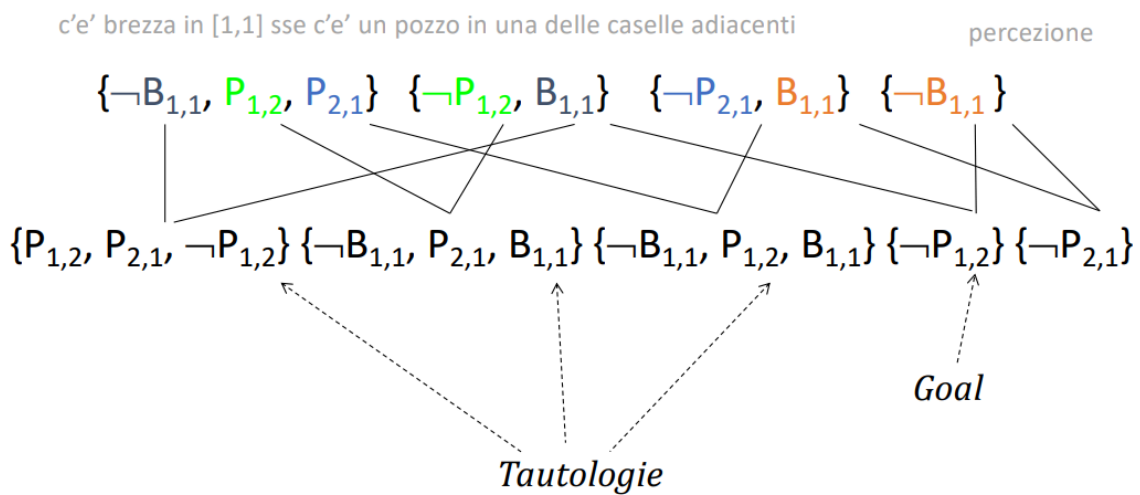 c'e' brezza in [1,1] sse c'e' un pozzo in una delle caselle adiacenti
percezione
{¬B1,1, P1,2, P2,1} {¬P1,2, B1,1} {¬P2,1, B1,1} {¬B1,1}
{P1,2, P2,1, ¬P1,2} {¬B1,1, P2,1, B1,1} {¬B1,1, P1,2, B1,1} {¬P1,2} {¬P2,1}
Goal
Tautologie